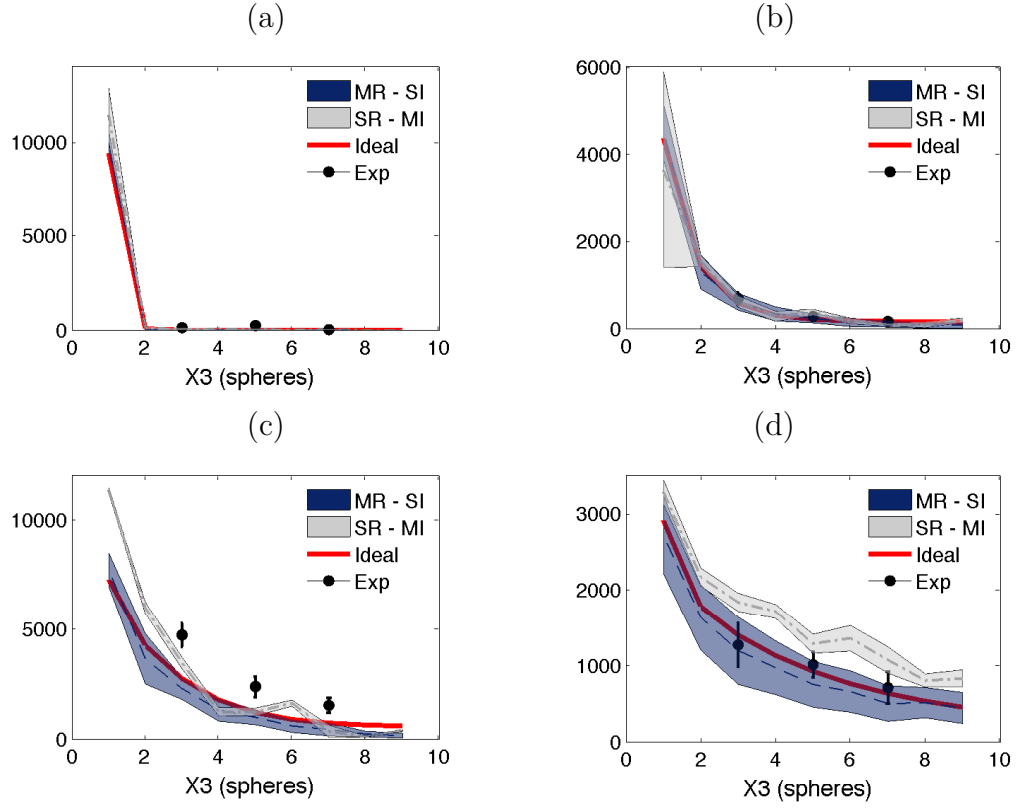 (a)
MR - SI
SR - MI
Ideal
Exp
10000
5000
0
0 2 4 6 8 10
X3 (spheres)
(b)
6000
MR - SI
SR - MI
Ideal
Exp
4000
2000
0
0 2 4 6 8 10
X3 (spheres)
(c)
MR - SI
SR - MI
Ideal
Exp
10000
5000
0
0 2 4 6 8 10
X3 (spheres)
(d)
MR - SI
SR - MI
Ideal
Exp
3000
2000
1000
0
0 2 4 6 8 10
X3 (spheres)